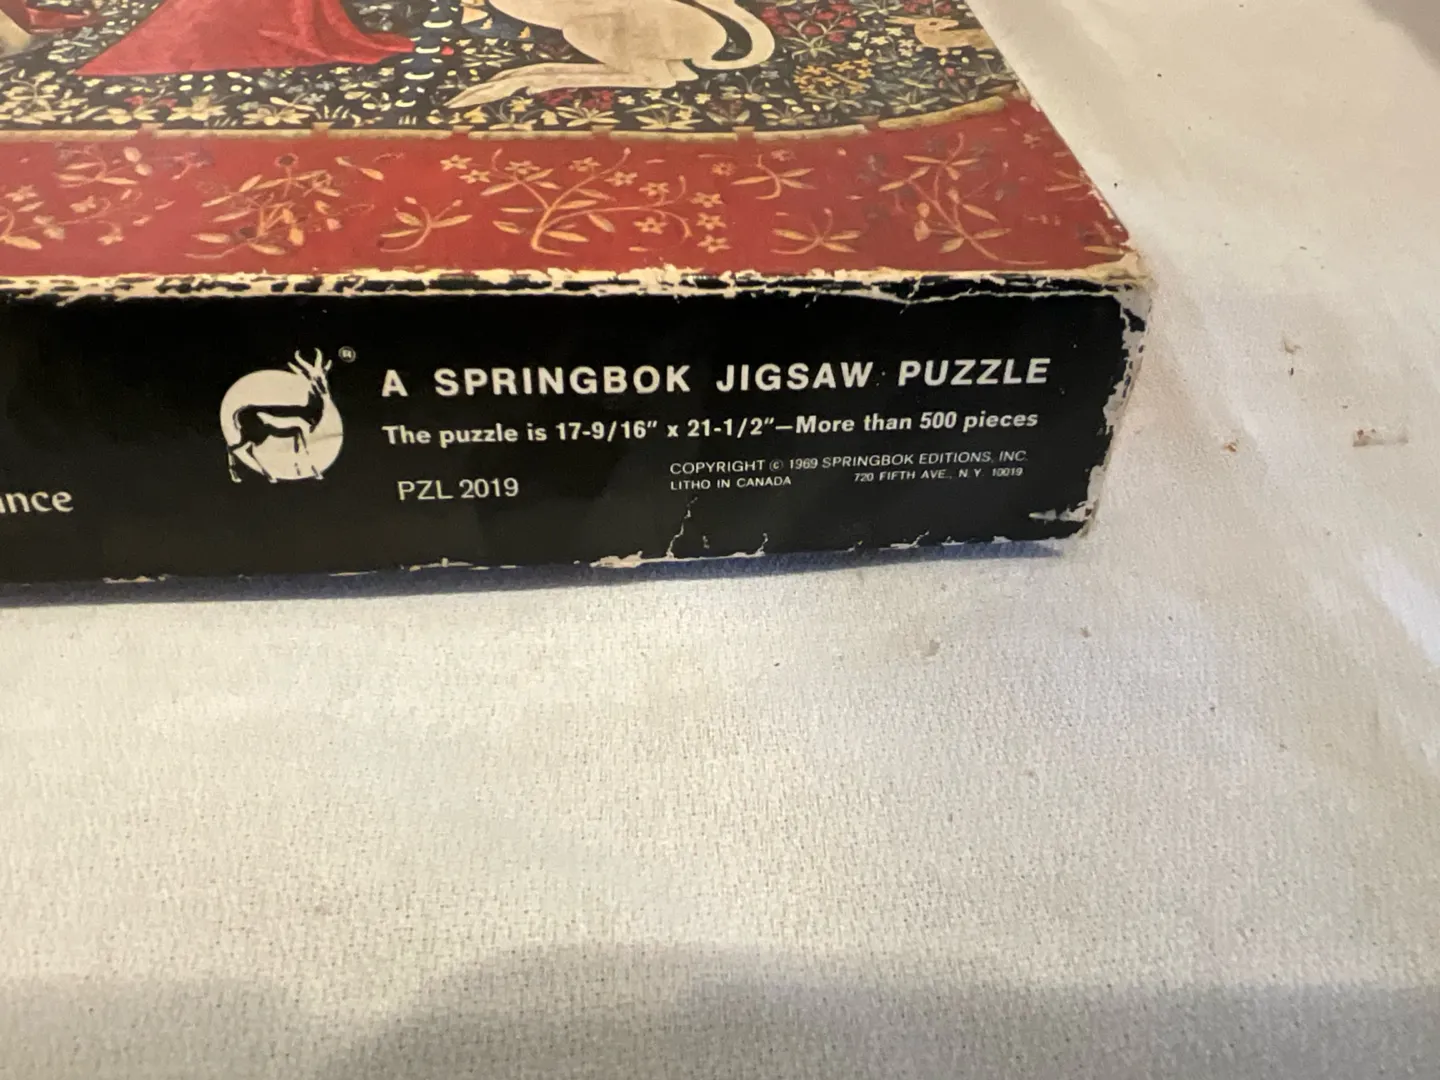 ®
A SPRINGBOK JIGSAW PUZZLE
The puzzle is 17-9/16" x 21-1/2"—More than 500 pieces
COPYRIGHT © 1969 SPRINGBOK EDITIONS, INC.
LITHO IN CANADA 720 FIFTH AVE., N.Y. 10019
PZL 2019